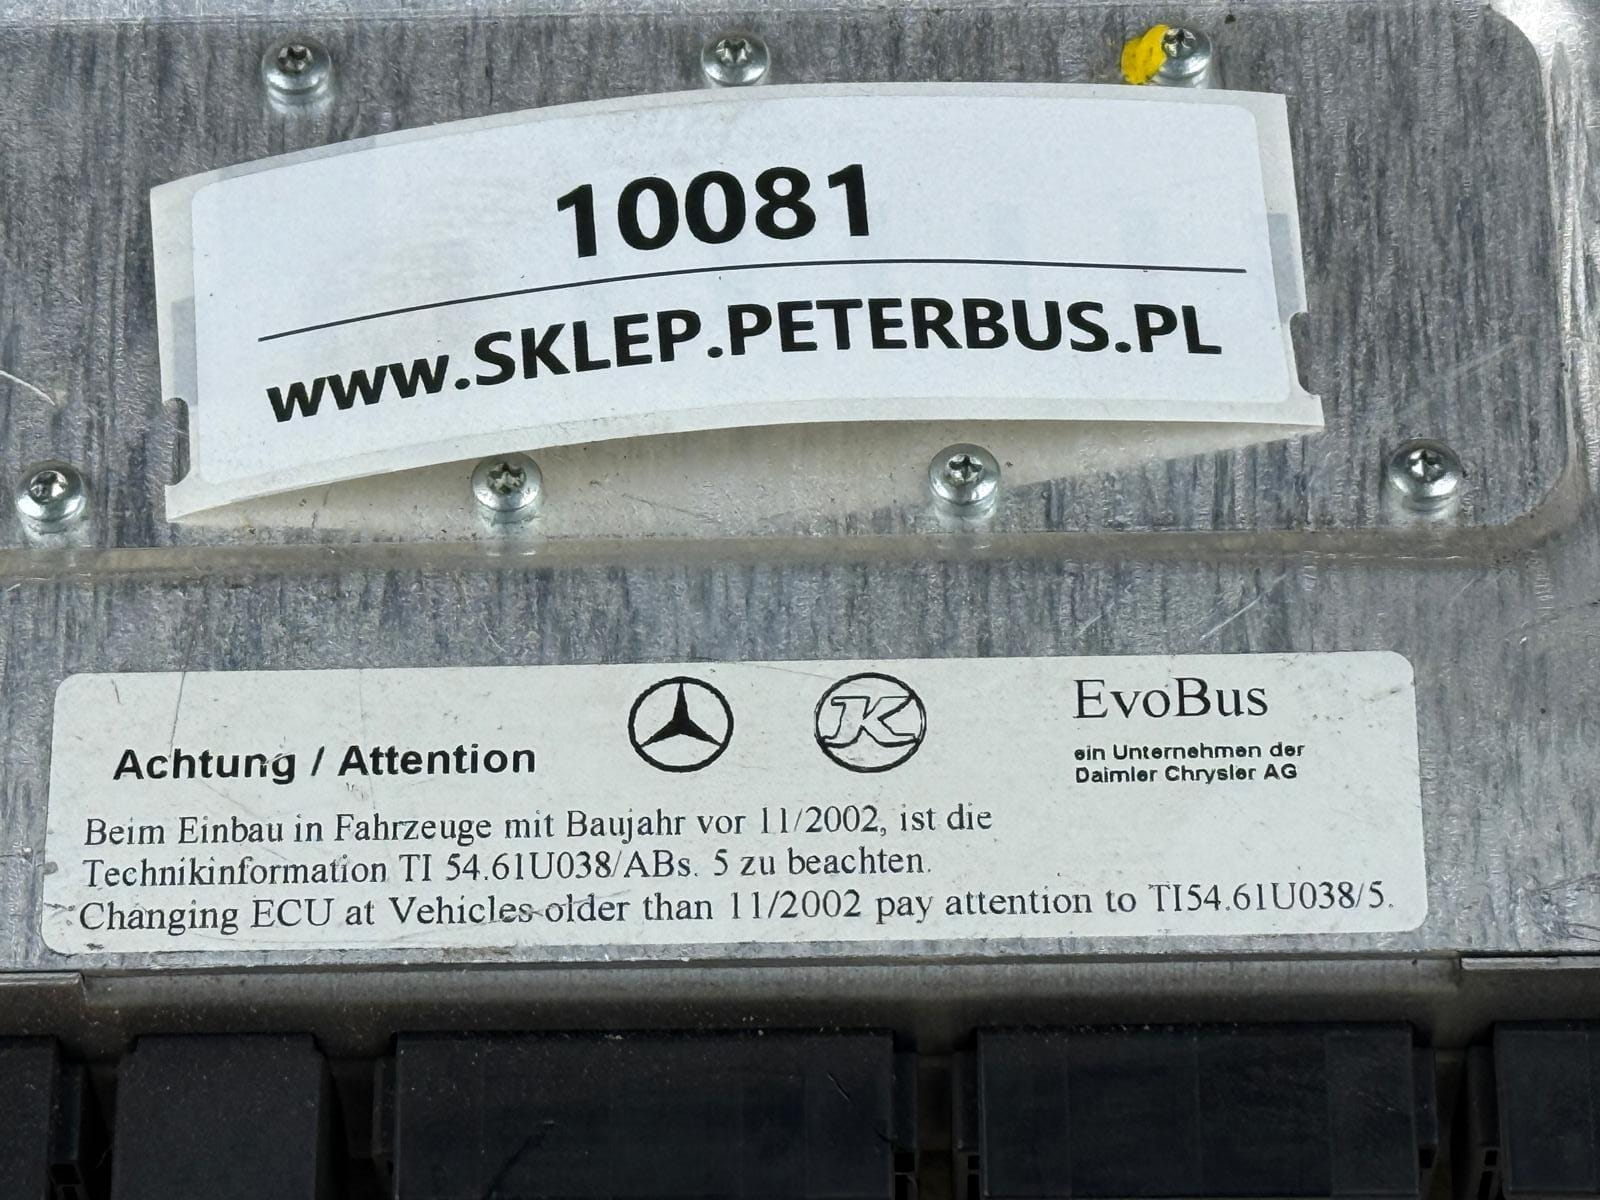 10081
www.SKLEP.PETERBUS.PL
Achtung / Attention
K
EvoBus
ein Unternehmen der
Daimler Chrysler AG
Beim Einbau in Fahrzeuge mit Baujahr vor 11/2002, ist die
Technikinformation TI 54.61U038/ABs. 5 zu beachten.
Changing ECU at Vehicles older than 11/2002 pay attention to TI54.61U038/5.